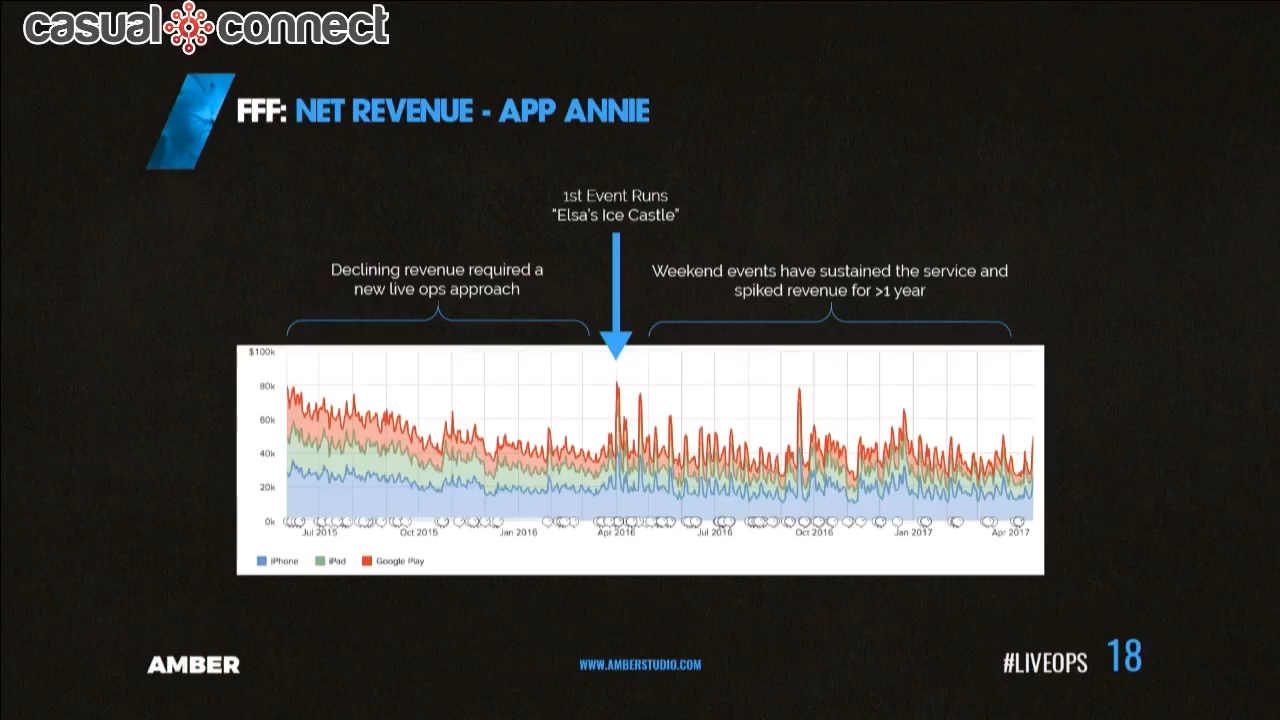 casual connect
FFF: NET REVENUE - APP ANNIE
1st Event Runs
"Elsa's Ice Castle"
Declining revenue required a
new live ops approach
Weekend events have sustained the service and
spiked revenue for >1 year
$100k
80k
60k
40k
20k
0k
Jul 2015 Oct 2015 Jan 2016 Apr 2016 Jul 2016 Oct 2016 Jan 2017 Apr 2017
iPhone iPad Google Play
AMBER
WWW.AMBERSTUDIO.COM
#LIVEOPS 18